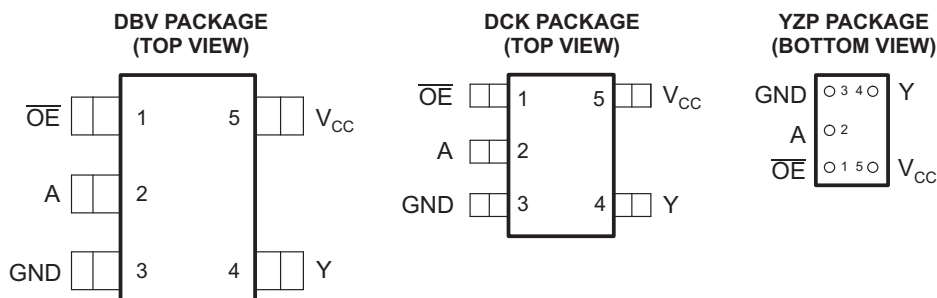 DBV PACKAGE
(TOP VIEW)
OE 1 5 VCC
A 2
GND 3 4 Y
DCK PACKAGE
(TOP VIEW)
OE 1 5 VCC
A 2
GND 3 4 Y
YZP PACKAGE
(BOTTOM VIEW)
GND 3 4 Y
A 2
OE 1 5 VCC